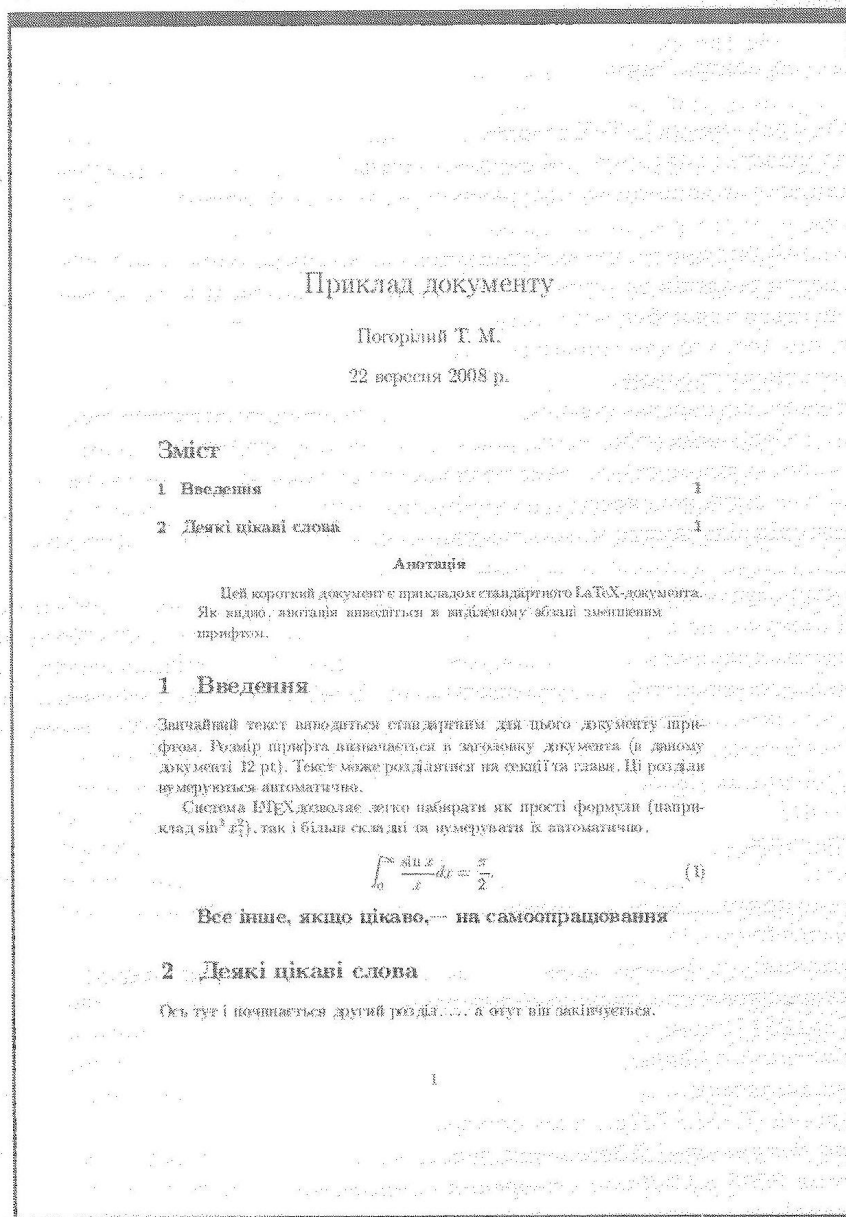 Приклад документу
Погорілий Т. М.
22 вересня 2008 р.
Зміст
1 Введення 1
2 Деякі цікаві слова 1
Анотація
Цей короткий документ є прикладом стандартного LaTeX-документа.
Як видно, анотація виводиться в виділеному абзаці зменшеним
шрифтом.
1 Введення
Звичайний текст виводиться стандартним для цього документу шри-
фтом. Розмір шрифта визначається в заголовку документа (в даному
документі 12 pt). Текст може розділятися на секції та глави. Ці розділи
нумеруються автоматично.
Система LATEXдозволяє легко набирати як прості формули (напри-
клад sin³ x₁²), так і більш складні та нумерувати їх автоматично.
∫₀^∞ sin x / x dx = π / 2. (1)
Все інше, якщо цікаво,— на самоопрацювання
2 Деякі цікаві слова
Ось тут і починається другий розділ..... а отут він закінчується.
1